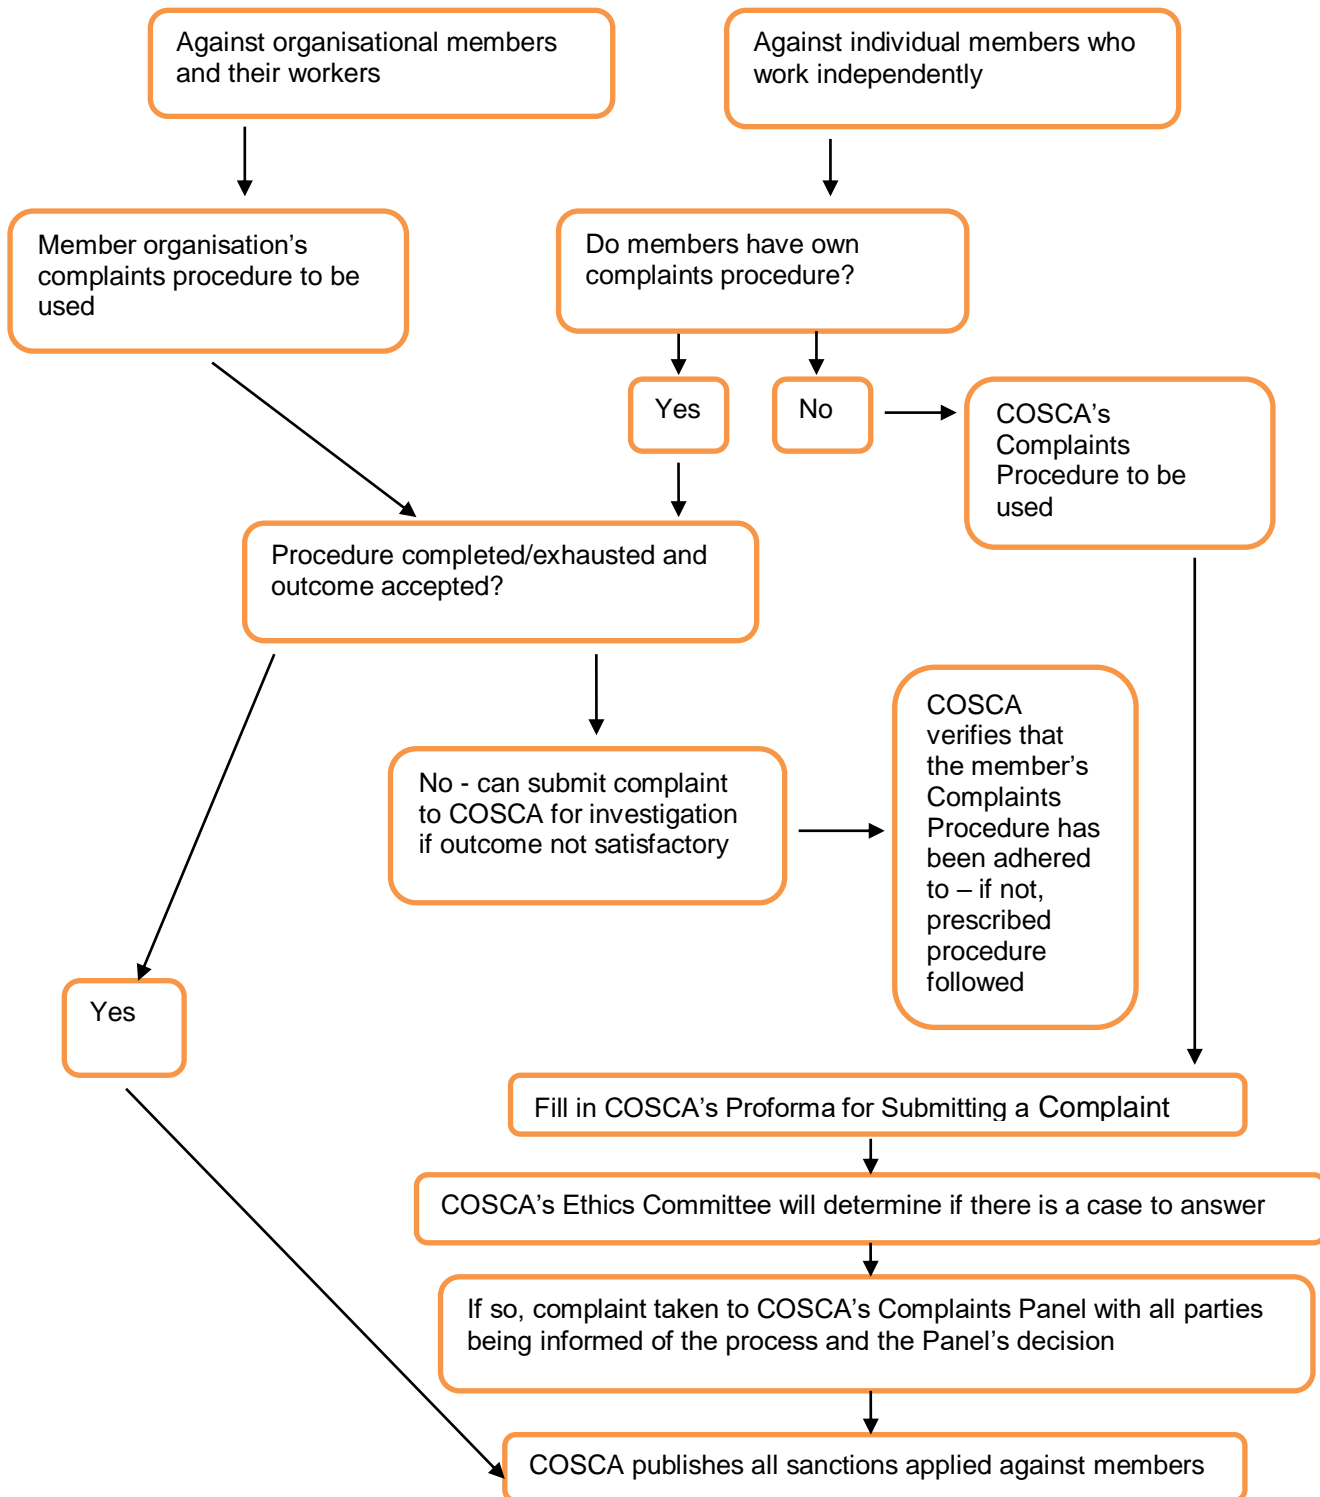 Against organisational members
and their workers
Against individual members who
work independently
Member organisation’s
complaints procedure to be
used
Do members have own
complaints procedure?
Yes
No
COSCA’s
Complaints
Procedure to be
used
Procedure completed/exhausted and
outcome accepted?
No - can submit complaint
to COSCA for investigation
if outcome not satisfactory
COSCA
verifies that
the member’s
Complaints
Procedure has
been adhered
to – if not,
prescribed
procedure
followed
Yes
Fill in COSCA’s Proforma for Submitting a Complaint
COSCA’s Ethics Committee will determine if there is a case to answer
If so, complaint taken to COSCA’s Complaints Panel with all parties
being informed of the process and the Panel’s decision
COSCA publishes all sanctions applied against members